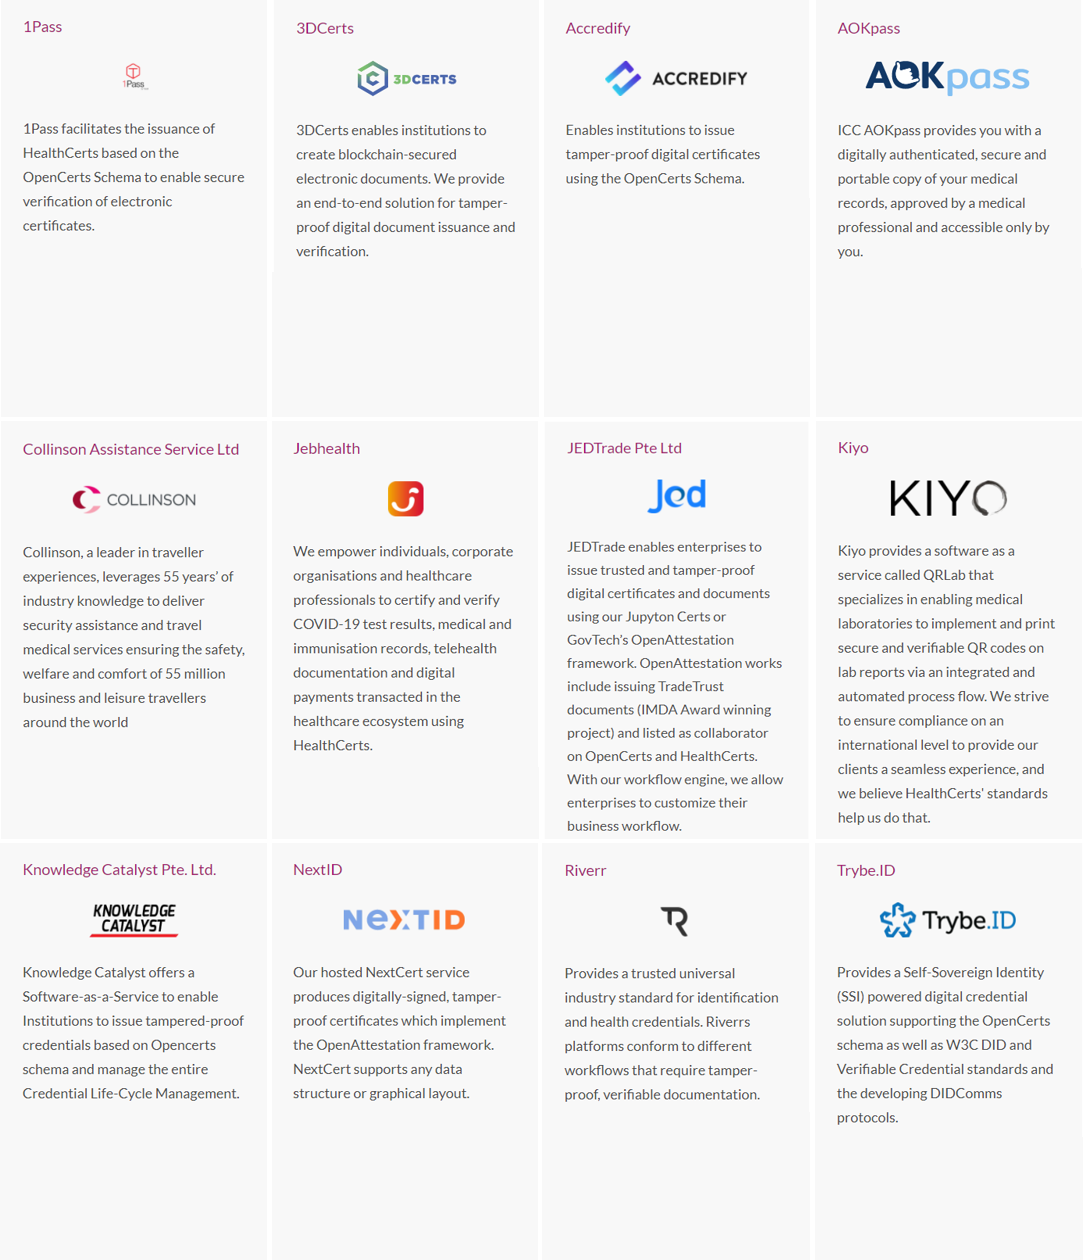 1Pass
1Pass
1Pass facilitates the issuance of
HealthCerts based on the
OpenCerts Schema to enable secure
verification of electronic
certificates.
3DCerts
3DCERTS
3DCerts enables institutions to
create blockchain-secured
electronic documents. We provide
an end-to-end solution for tamper-
proof digital document issuance and
verification.
Accredify
ACCREDIFY
Enables institutions to issue
tamper-proof digital certificates
using the OpenCerts Schema.
AOKpass
AOKpass
ICC AOKpass provides you with a
digitally authenticated, secure and
portable copy of your medical
records, approved by a medical
professional and accessible only by
you.
Collinson Assistance Service Ltd
COLLINSON
Collinson, a leader in traveller
experiences, leverages 55 years’ of
industry knowledge to deliver
security assistance and travel
medical services ensuring the safety,
welfare and comfort of 55 million
business and leisure travellers
around the world
Jebhealth
We empower individuals, corporate
organisations and healthcare
professionals to certify and verify
COVID-19 test results, medical and
immunisation records, telehealth
documentation and digital
payments transacted in the
healthcare ecosystem using
HealthCerts.
JEDTrade Pte Ltd
Jed
JEDTrade enables enterprises to
issue trusted and tamper-proof
digital certificates and documents
using our Jupyton Certs or
GovTech’s OpenAttestation
framework. OpenAttestation works
include issuing TradeTrust
documents (IMDA Award winning
project) and listed as collaborator
on OpenCerts and HealthCerts.
With our workflow engine, we allow
enterprises to customize their
business workflow.
Kiyo
KIYO
Kiyo provides a software as a
service called QRLab that
specializes in enabling medical
laboratories to implement and print
secure and verifiable QR codes on
lab reports via an integrated and
automated process flow. We strive
to ensure compliance on an
international level to provide our
clients a seamless experience, and
we believe HealthCerts' standards
help us do that.
Knowledge Catalyst Pte. Ltd.
KNOWLEDGE
CATALYST
Knowledge Catalyst offers a
Software-as-a-Service to enable
Institutions to issue tampered-proof
credentials based on Opencerts
schema and manage the entire
Credential Life-Cycle Management.
NextID
NEXTID
Our hosted NextCert service
produces digitally-signed, tamper-
proof certificates which implement
the OpenAttestation framework.
NextCert supports any data
structure or graphical layout.
Riverr
Provides a trusted universal
industry standard for identification
and health credentials. Riverrs
platforms conform to different
workflows that require tamper-
proof, verifiable documentation.
Trybe.ID
Trybe.ID
Provides a Self-Sovereign Identity
(SSI) powered digital credential
solution supporting the OpenCerts
schema as well as W3C DID and
Verifiable Credential standards and
the developing DIDComms
protocols.